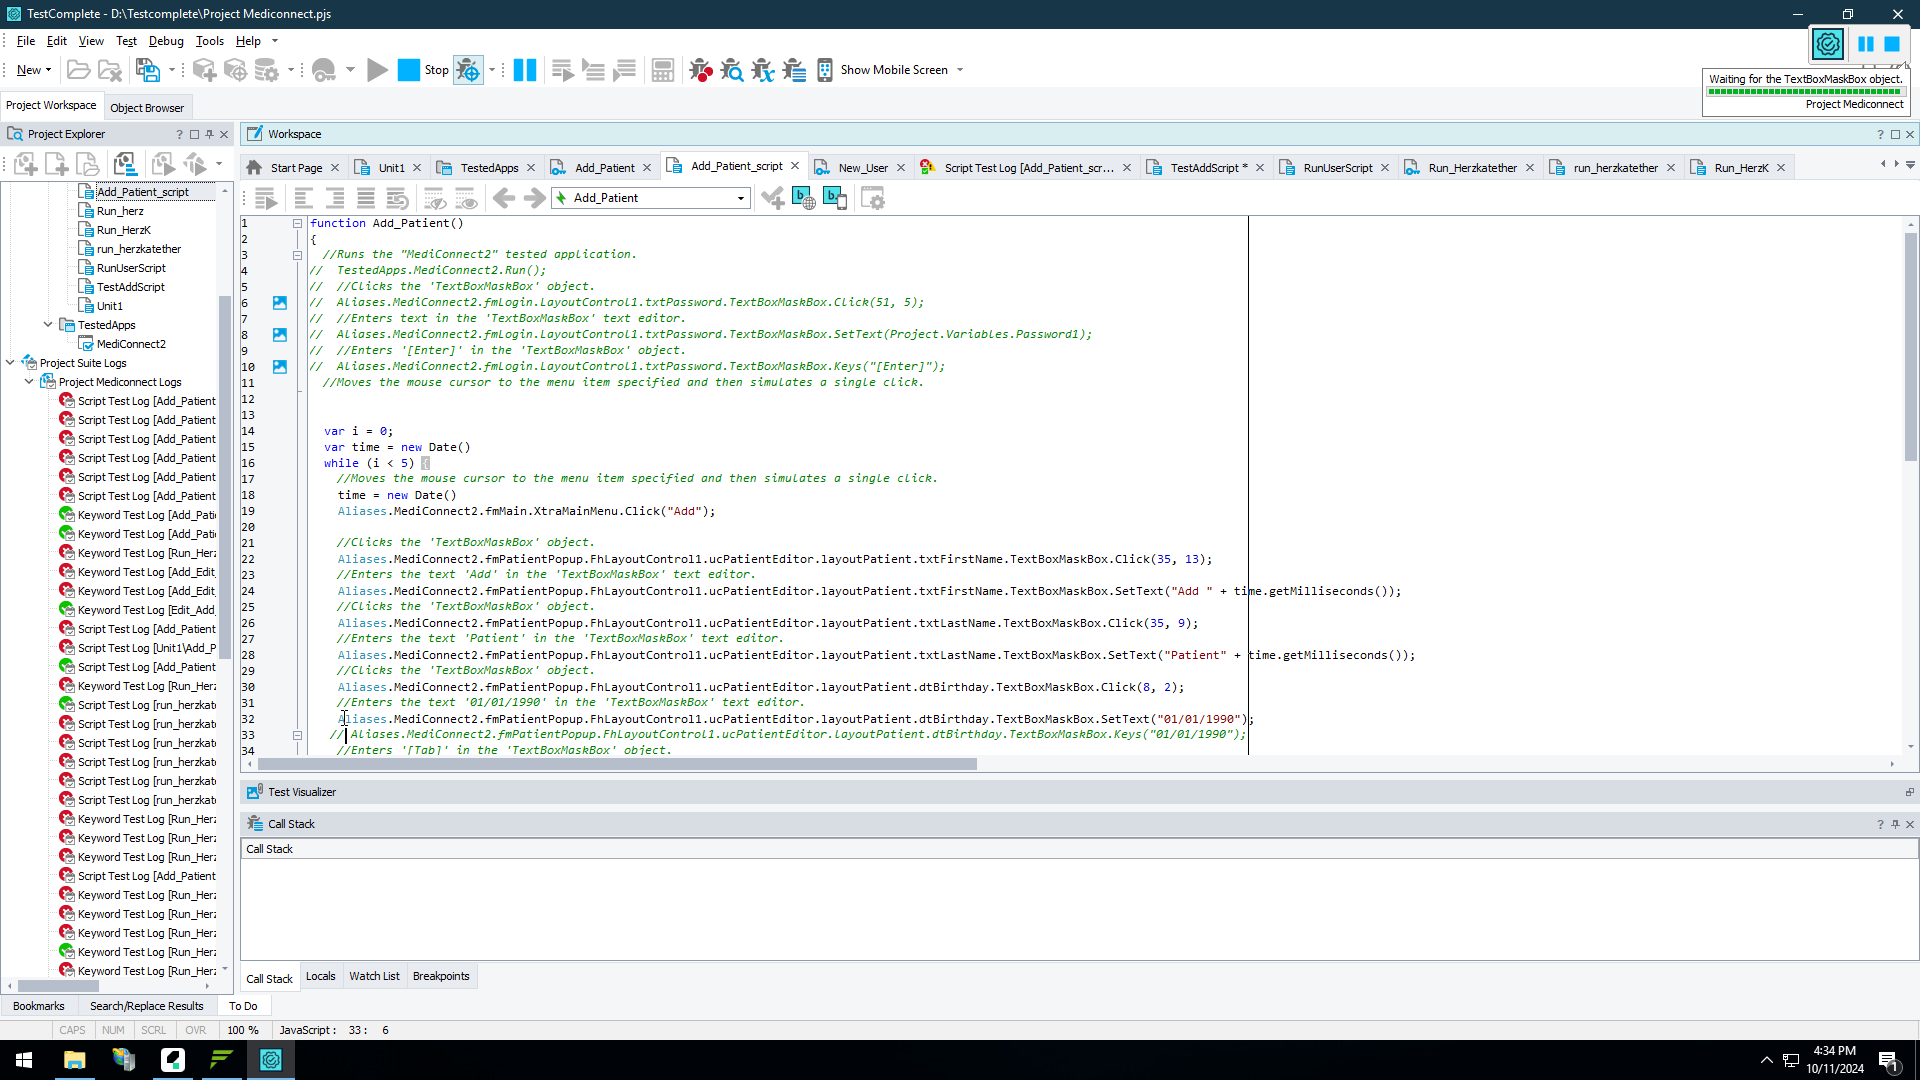 TestComplete - D:\Testcomplete\Project Mediconnect.pjs
File Edit View Test Debug Tools Help
New Stop Show Mobile Screen
Waiting for the TextBoxMaskBox object.
Project Mediconnect
Project Workspace Object Browser
Project Explorer ?
Workspace ?
Start Page Unit1 TestedApps Add_Patient Add_Patient_script New_User Script Test Log [Add_Patient_scr... TestAddScript * RunUserScript Run_Herzkatether run_herzkatether Run_HerzK
Add_Patient
Add_Patient_script
Run_herz
Run_HerzK
run_herzkatether
RunUserScript
TestAddScript
Unit1
TestedApps
MediConnect2
Project Suite Logs
Project Mediconnect Logs
Script Test Log [Add_Patient
Script Test Log [Add_Patient
Script Test Log [Add_Patient
Script Test Log [Add_Patient
Script Test Log [Add_Patient
Script Test Log [Add_Patient
Keyword Test Log [Add_Pati
Keyword Test Log [Add_Pati
Keyword Test Log [Run_Her
Keyword Test Log [Add_Edit
Keyword Test Log [Add_Edit
Keyword Test Log [Edit_Add
Script Test Log [Add_Patient
Script Test Log [Unit1\Add_P
Script Test Log [Add_Patient
Keyword Test Log [Run_Herz
Script Test Log [run_herzkat
Script Test Log [run_herzkat
Script Test Log [run_herzkat
Script Test Log [run_herzkat
Script Test Log [run_herzkat
Script Test Log [run_herzkat
Keyword Test Log [Run_Herz
Keyword Test Log [Run_Herz
Keyword Test Log [Run_Herz
Script Test Log [Add_Patient
Keyword Test Log [Run_Herz
Keyword Test Log [Run_Herz
Keyword Test Log [Run_Herz
Keyword Test Log [Run_Herz
Keyword Test Log [Run_Herz
1 function Add_Patient()
2 {
3 //Runs the "MediConnect2" tested application.
4 // TestedApps.MediConnect2.Run();
5 // //Clicks the 'TextBoxMaskBox' object.
6 // Aliases.MediConnect2.fmLogin.LayoutControl1.txtPassword.TextBoxMaskBox.Click(51, 5);
7 // //Enters text in the 'TextBoxMaskBox' text editor.
8 // Aliases.MediConnect2.fmLogin.LayoutControl1.txtPassword.TextBoxMaskBox.SetText(Project.Variables.Password1);
9 // //Enters '[Enter]' in the 'TextBoxMaskBox' object.
10 // Aliases.MediConnect2.fmLogin.LayoutControl1.txtPassword.TextBoxMaskBox.Keys("[Enter]");
11 //Moves the mouse cursor to the menu item specified and then simulates a single click.
12
13
14 var i = 0;
15 var time = new Date()
16 while (i < 5) {
17 //Moves the mouse cursor to the menu item specified and then simulates a single click.
18 time = new Date()
19 Aliases.MediConnect2.fmMain.XtraMainMenu.Click("Add");
20
21 //Clicks the 'TextBoxMaskBox' object.
22 Aliases.MediConnect2.fmPatientPopup.FhLayoutControl1.ucPatientEditor.layoutPatient.txtFirstName.TextBoxMaskBox.Click(35, 13);
23 //Enters the text 'Add' in the 'TextBoxMaskBox' text editor.
24 Aliases.MediConnect2.fmPatientPopup.FhLayoutControl1.ucPatientEditor.layoutPatient.txtFirstName.TextBoxMaskBox.SetText("Add " + time.getMilliseconds());
25 //Clicks the 'TextBoxMaskBox' object.
26 Aliases.MediConnect2.fmPatientPopup.FhLayoutControl1.ucPatientEditor.layoutPatient.txtLastName.TextBoxMaskBox.Click(35, 9);
27 //Enters the text 'Patient' in the 'TextBoxMaskBox' text editor.
28 Aliases.MediConnect2.fmPatientPopup.FhLayoutControl1.ucPatientEditor.layoutPatient.txtLastName.TextBoxMaskBox.SetText("Patient" + time.getMilliseconds());
29 //Clicks the 'TextBoxMaskBox' object.
30 Aliases.MediConnect2.fmPatientPopup.FhLayoutControl1.ucPatientEditor.layoutPatient.dtBirthday.TextBoxMaskBox.Click(8, 2);
31 //Enters the text '01/01/1990' in the 'TextBoxMaskBox' text editor.
32 Aliases.MediConnect2.fmPatientPopup.FhLayoutControl1.ucPatientEditor.layoutPatient.dtBirthday.TextBoxMaskBox.SetText("01/01/1990");
33 // Aliases.MediConnect2.fmPatientPopup.FhLayoutControl1.ucPatientEditor.layoutPatient.dtBirthday.TextBoxMaskBox.Keys("01/01/1990");
34 //Enters '[Tab]' in the 'TextBoxMaskBox' object.
Test Visualizer
Call Stack ?
Call Stack
Call Stack Locals Watch List Breakpoints
Bookmarks Search/Replace Results To Do
CAPS NUM SCRL OVR 100 % JavaScript : 33 : 6
4:34 PM
10/11/2024
1